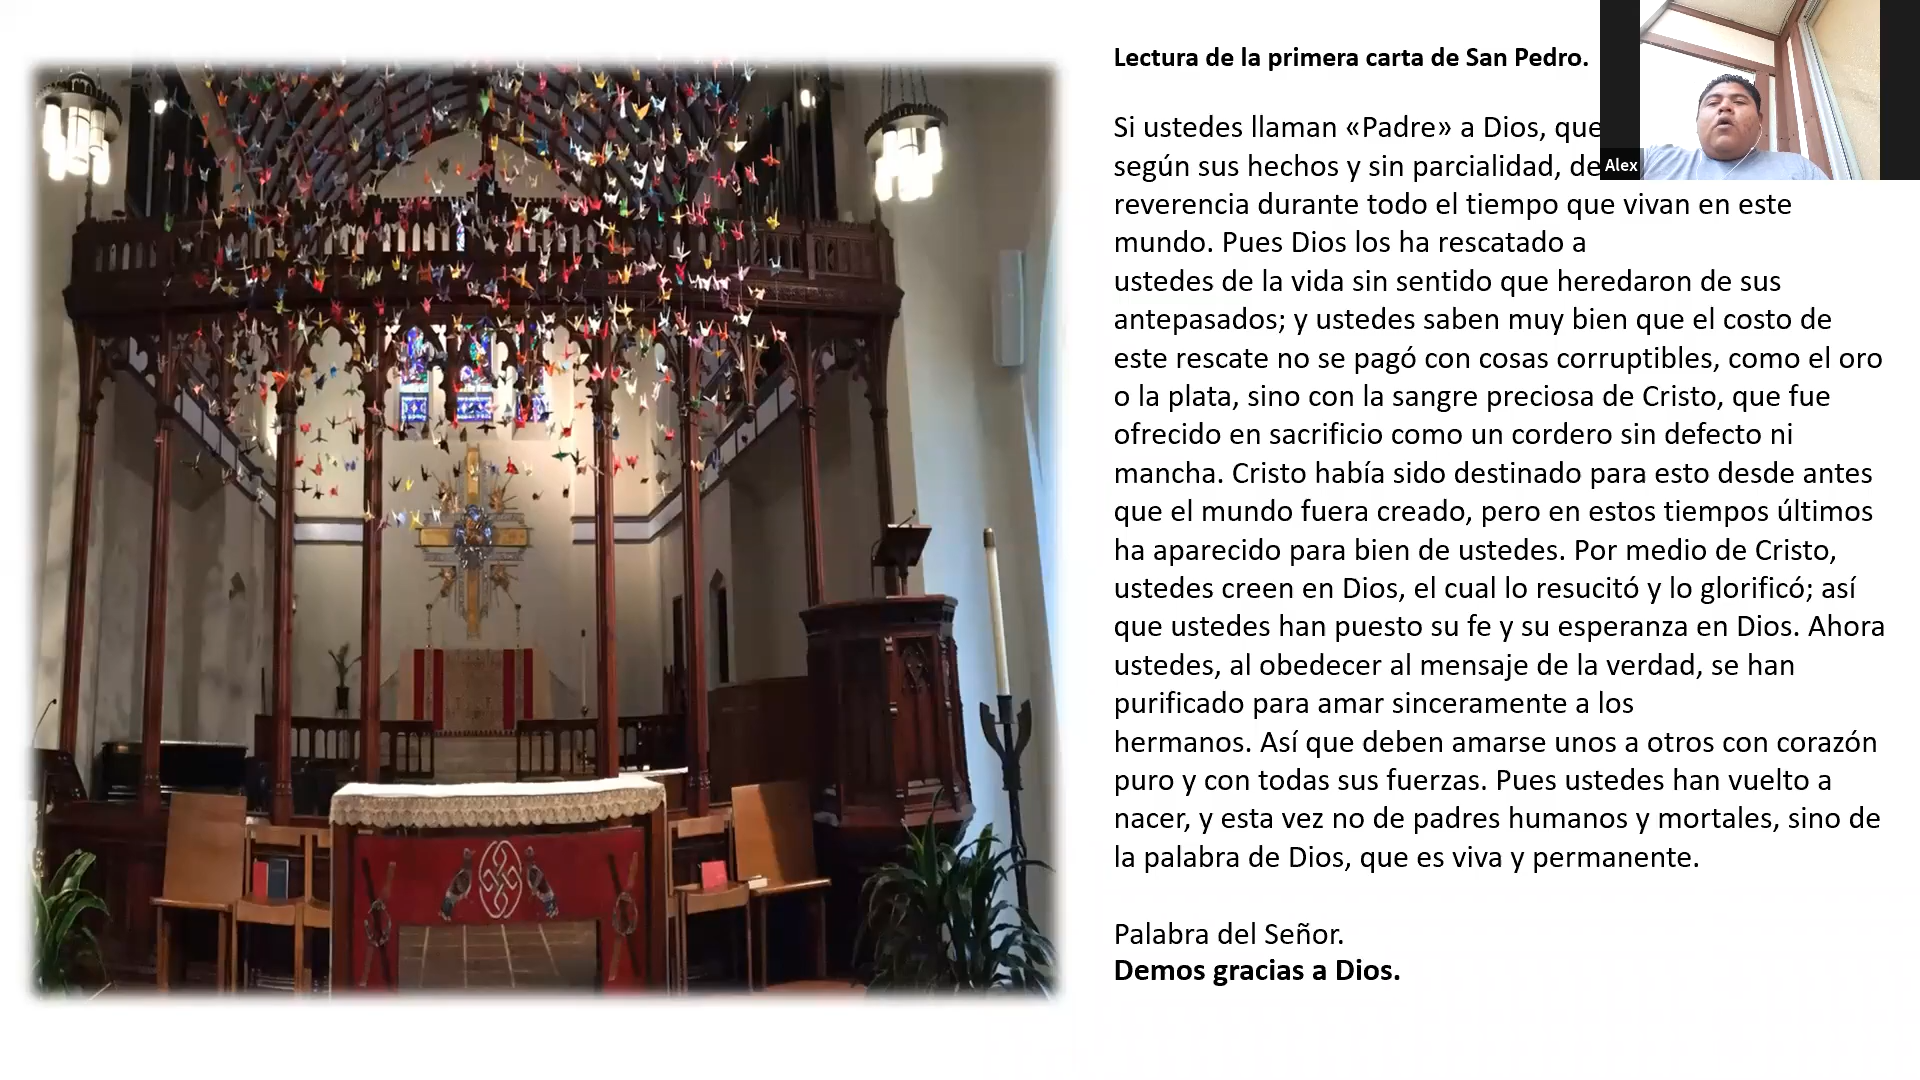 Lectura de la primera carta de San Pedro.
Si ustedes llaman «Padre» a Dios, que
según sus hechos y sin parcialidad, de
reverencia durante todo el tiempo que vivan en este
mundo. Pues Dios los ha rescatado a
ustedes de la vida sin sentido que heredaron de sus
antepasados; y ustedes saben muy bien que el costo de
este rescate no se pagó con cosas corruptibles, como el oro
o la plata, sino con la sangre preciosa de Cristo, que fue
ofrecido en sacrificio como un cordero sin defecto ni
mancha. Cristo había sido destinado para esto desde antes
que el mundo fuera creado, pero en estos tiempos últimos
ha aparecido para bien de ustedes. Por medio de Cristo,
ustedes creen en Dios, el cual lo resucitó y lo glorificó; así
que ustedes han puesto su fe y su esperanza en Dios. Ahora
ustedes, al obedecer al mensaje de la verdad, se han
purificado para amar sinceramente a los
hermanos. Así que deben amarse unos a otros con corazón
puro y con todas sus fuerzas. Pues ustedes han vuelto a
nacer, y esta vez no de padres humanos y mortales, sino de
la palabra de Dios, que es viva y permanente.
Palabra del Señor.
Demos gracias a Dios.
Alex